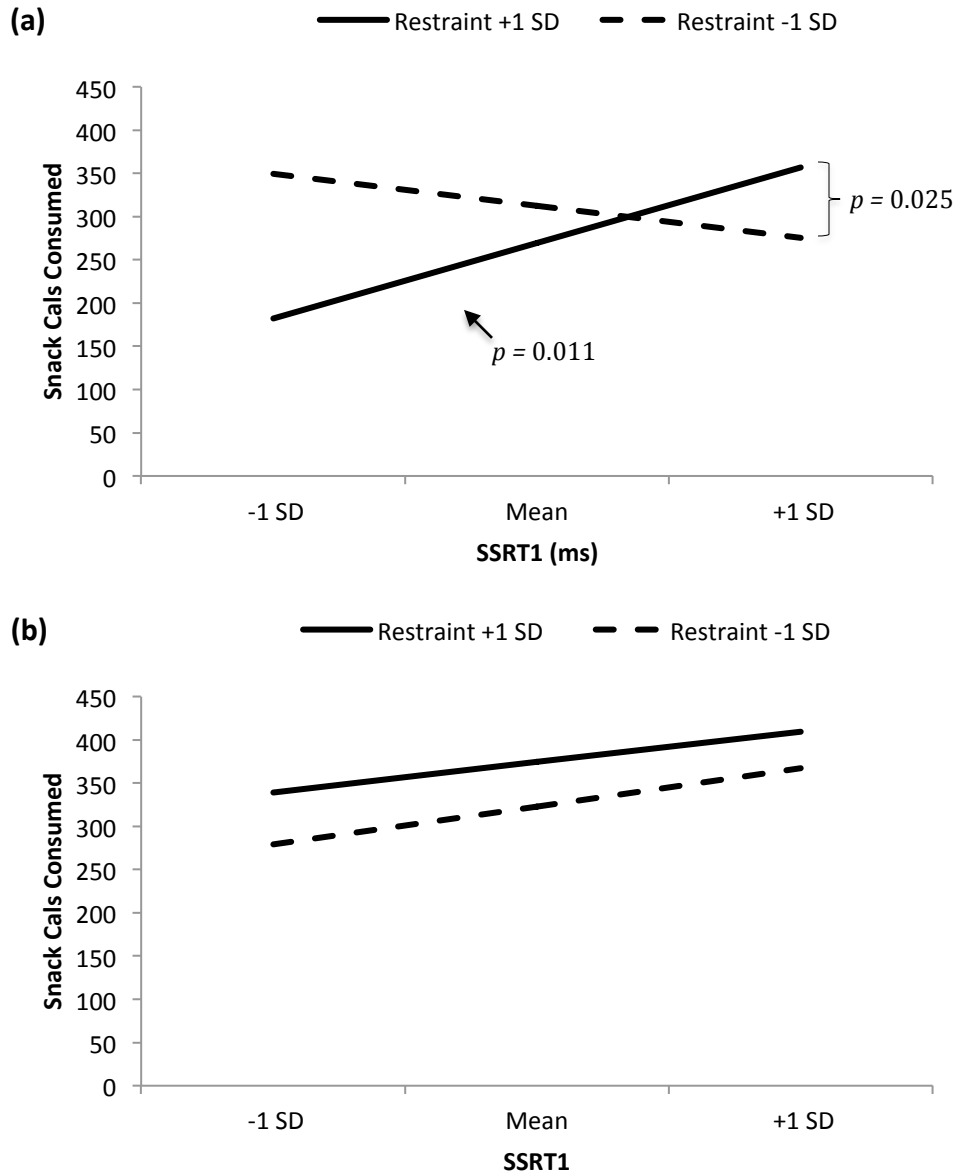 (a)
Restraint +1 SD Restraint -1 SD
450
400
350
300
250
200
150
100
50
0
Snack Cals Consumed
p = 0.025
p = 0.011
-1 SD Mean +1 SD
SSRT1 (ms)
(b)
Restraint +1 SD Restraint -1 SD
450
400
350
300
250
200
150
100
50
0
Snack Cals Consumed
-1 SD Mean +1 SD
SSRT1